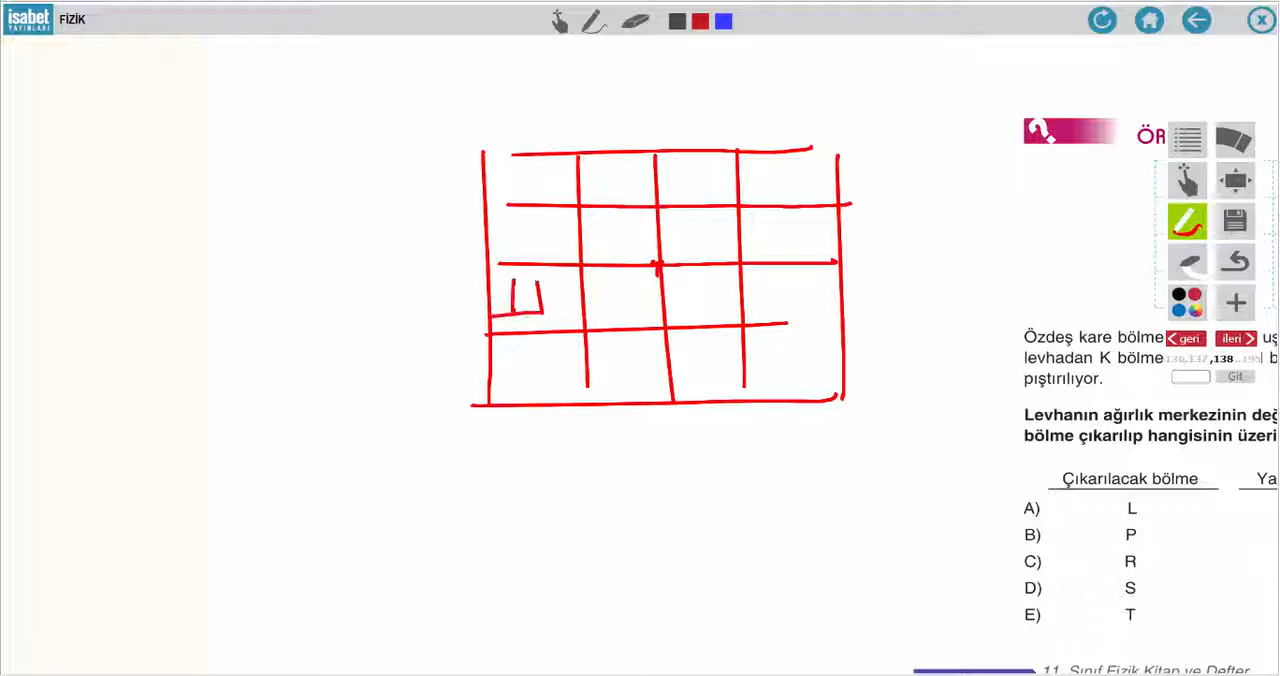 isabet
YAYINLARI
FİZİK
ÖR
Özdeş kare bölme
geri
ileri
uş
levhadan K bölme
,138
b
pıştırılıyor.
Git
Levhanın ağırlık merkezinin değ
bölme çıkarılıp hangisinin üzeri
Çıkarılacak bölme
Ya
A) L
B) P
C) R
D) S
E) T
11. Sınıf Fizik Kitap ve Defter